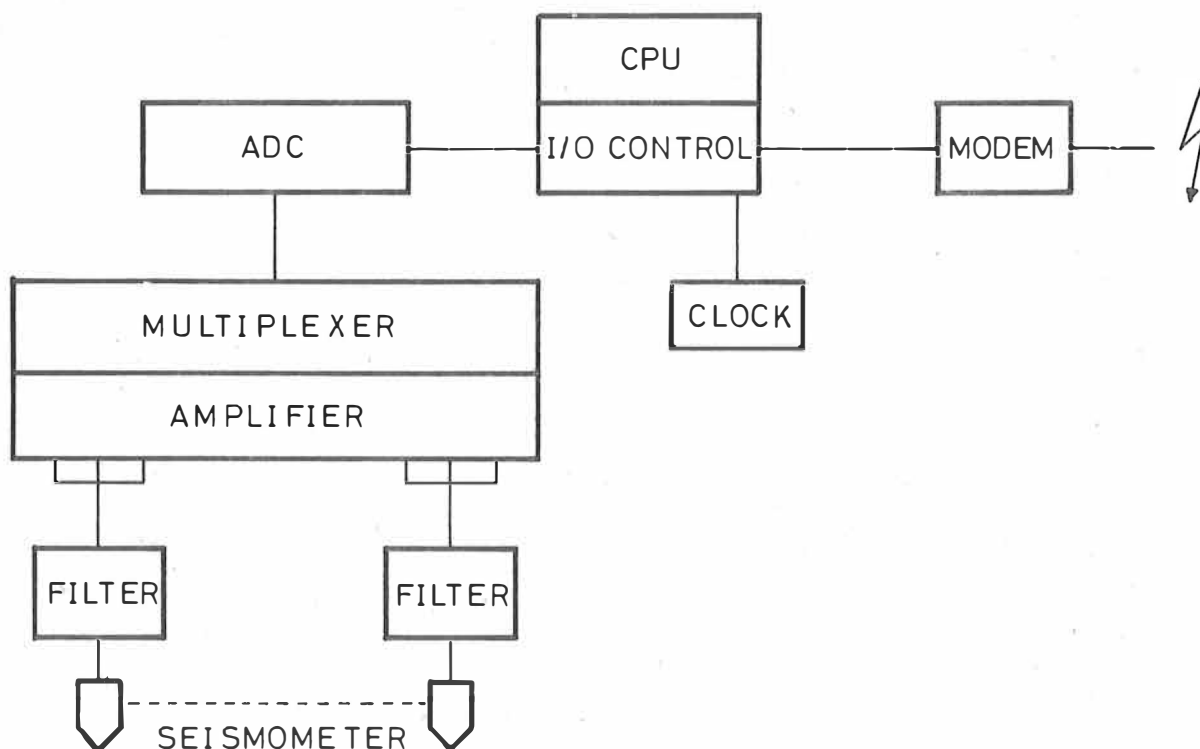 CPU
ADC
I/O CONTROL
MODEM
MULTIPLEXER
CLOCK
AMPLIFIER
FILTER
FILTER
SEISMOMETER